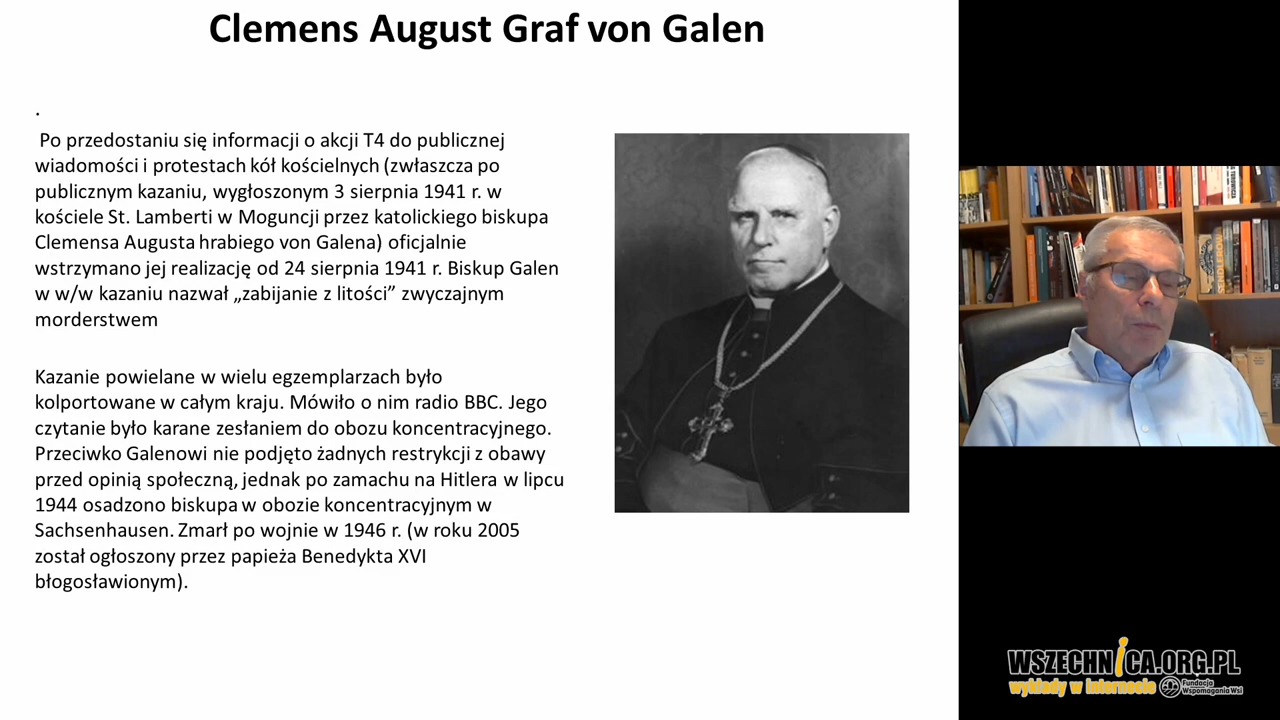 Clemens August Graf von Galen
.
Po przedostaniu się informacji o akcji T4 do publicznej
wiadomości i protestach kół kościelnych (zwłaszcza po
publicznym kazaniu, wygłoszonym 3 sierpnia 1941 r. w
kościele St. Lamberti w Moguncji przez katolickiego biskupa
Clemensa Augusta hrabiego von Galena) oficjalnie
wstrzymano jej realizację od 24 sierpnia 1941 r. Biskup Galen
w w/w kazaniu nazwał „zabijanie z litości” zwyczajnym
morderstwem
Kazanie powielane w wielu egzemplarzach było
kolportowane w całym kraju. Mówiło o nim radio BBC. Jego
czytanie było karane zesłaniem do obozu koncentracyjnego.
Przeciwko Galenowi nie podjęto żadnych restrykcji z obawy
przed opinią społeczną, jednak po zamachu na Hitlera w lipcu
1944 osadzono biskupa w obozie koncentracyjnym w
Sachsenhausen. Zmarł po wojnie w 1946 r. (w roku 2005
został ogłoszony przez papieża Benedykta XVI
błogosławionym).
WSZECHNICA.ORG.PL
wykłady w internecie
Fundacja
Wspomagania Wsi